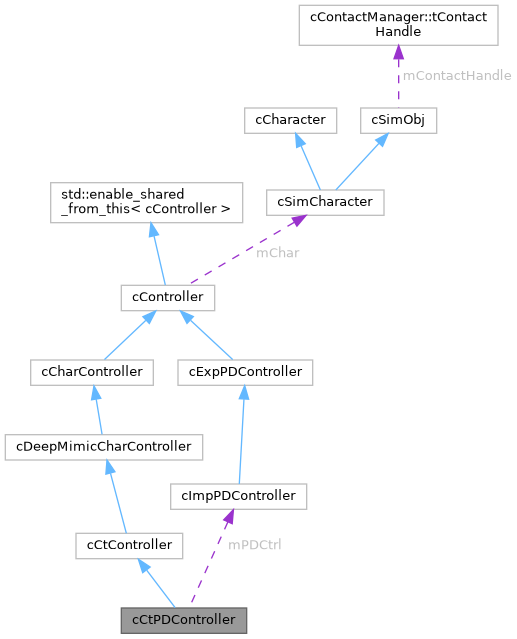 cContactManager::tContact
Handle
mContactHandle
cCharacter
cSimObj
std::enable_shared
_from_this< cController >
cSimCharacter
mChar
cController
cCharController
cExpPDController
cDeepMimicCharController
cImpPDController
cCtController
mPDCtrl
cCtPDController